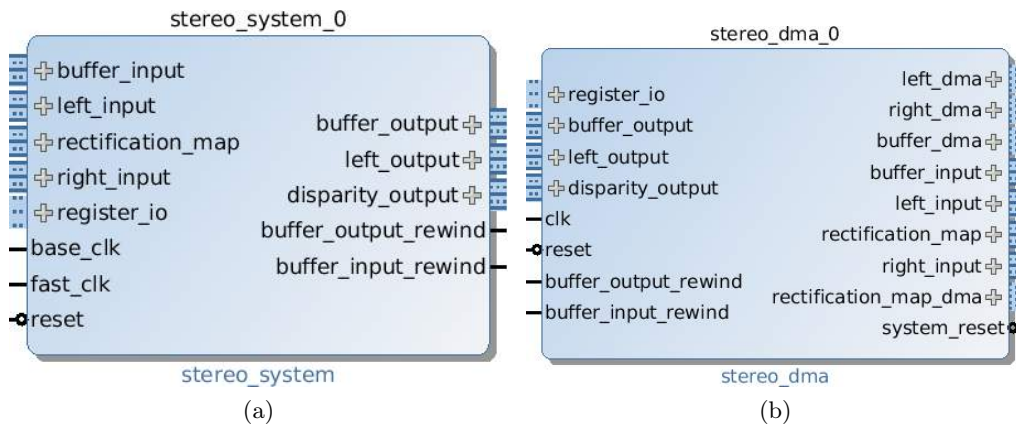 stereo_system_0
buffer_input
left_input
rectification_map
right_input
register_io
base_clk
fast_clk
reset
buffer_output
left_output
disparity_output
buffer_output_rewind
buffer_input_rewind
stereo_system
(a)
stereo_dma_0
register_io
buffer_output
left_output
disparity_output
clk
reset
buffer_output_rewind
buffer_input_rewind
left_dma
right_dma
buffer_dma
buffer_input
left_input
rectification_map
right_input
rectification_map_dma
system_reset
stereo_dma
(b)